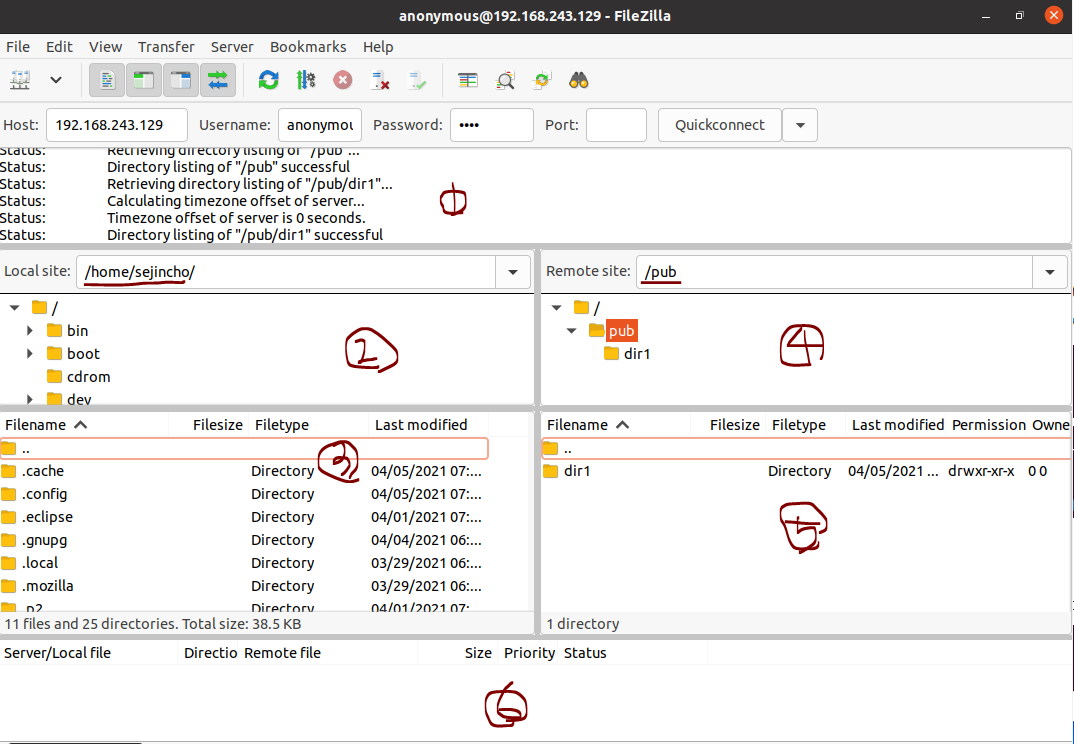 anonymous@192.168.243.129 - FileZilla
File Edit View Transfer Server Bookmarks Help
Host: 192.168.243.129 Username: anonymou Password: •••• Port: Quickconnect
Status: Retrieving directory listing of "/pub"...
Status: Directory listing of "/pub" successful
Status: Retrieving directory listing of "/pub/dir1"...
Status: Calculating timezone offset of server...
Status: Timezone offset of server is 0 seconds.
Status: Directory listing of "/pub/dir1" successful
1
Local site: /home/sejincho/
/
bin
boot
cdrom
dev
2
Filename Filesize Filetype Last modified
..
.cache Directory 04/05/2021 07:...
.config Directory 04/05/2021 07:...
.eclipse Directory 04/01/2021 07:...
.gnupg Directory 04/04/2021 06:...
.local Directory 03/29/2021 06:...
.mozilla Directory 03/29/2021 06:...
.p2 Directory 04/01/2021 07:...
3
11 files and 25 directories. Total size: 38.5 KB
Remote site: /pub
/
pub
dir1
4
Filename Filesize Filetype Last modified Permission Owne
..
dir1 Directory 04/05/2021 ... drwxr-xr-x 0 0
5
1 directory
Server/Local file Directio Remote file Size Priority Status
6